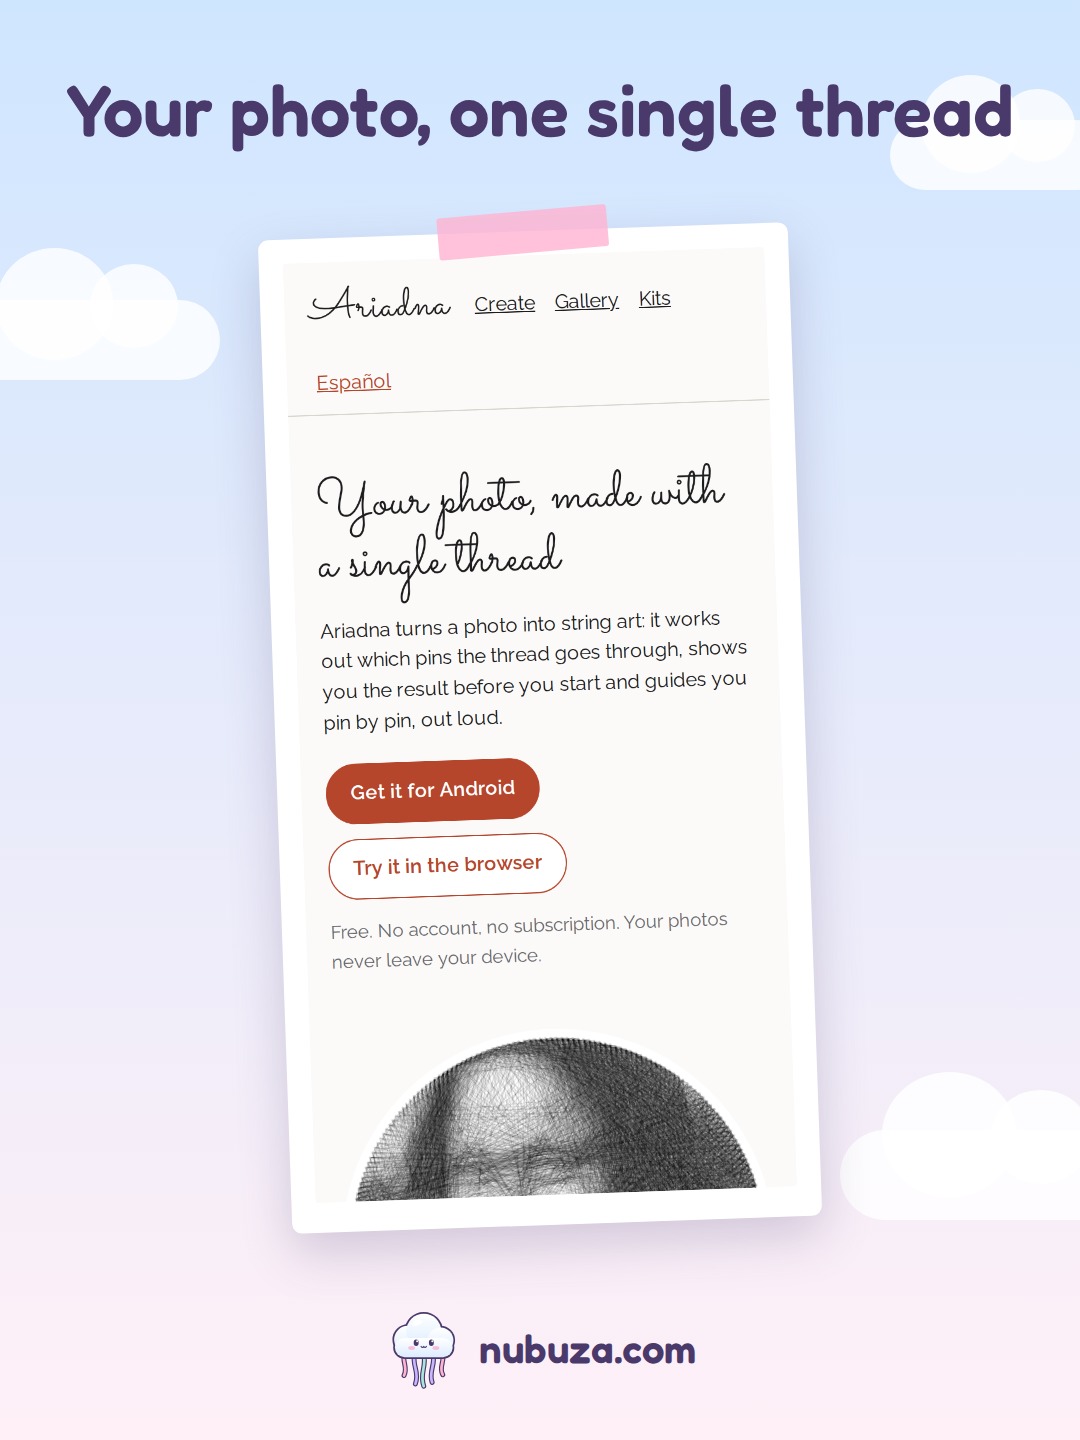 Your photo, one single thread
Ariadna Create Gallery Kits
Español
Your photo, made with
a single thread
Ariadna turns a photo into string art: it works
out which pins the thread goes through, shows
you the result before you start and guides you
pin by pin, out loud.
Get it for Android
Try it in the browser
Free. No account, no subscription. Your photos
never leave your device.
nubuza.com